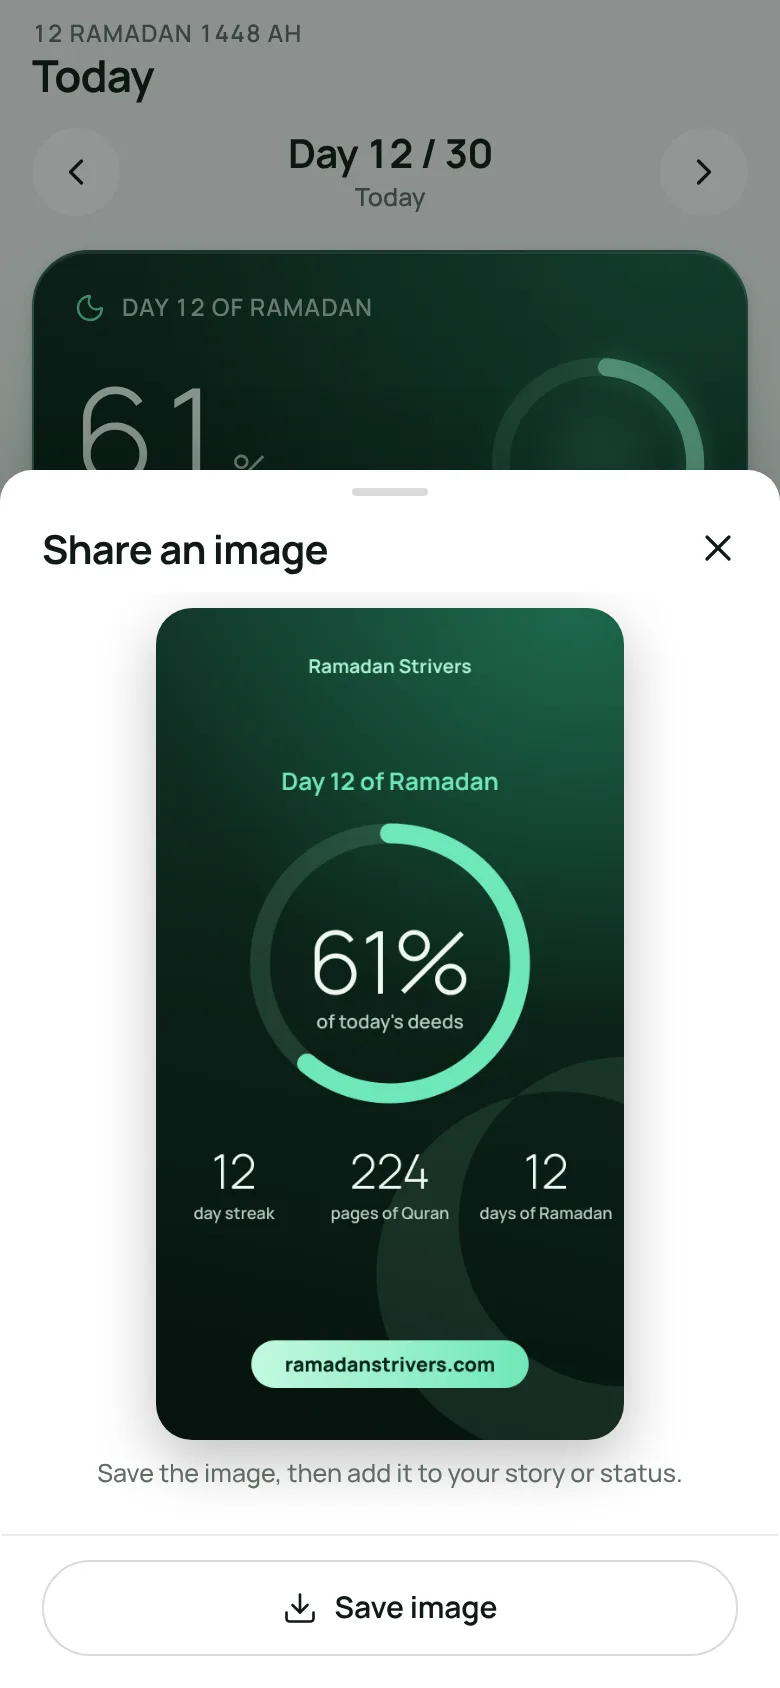 12 RAMADAN 1448 AH
Today
Day 12 / 30
Today
DAY 12 OF RAMADAN
61 %
Share an image
Ramadan Strivers
Day 12 of Ramadan
61%
of today's deeds
12 224 12
day streak pages of Quran days of Ramadan
ramadanstrivers.com
Save the image, then add it to your story or status.
Save image